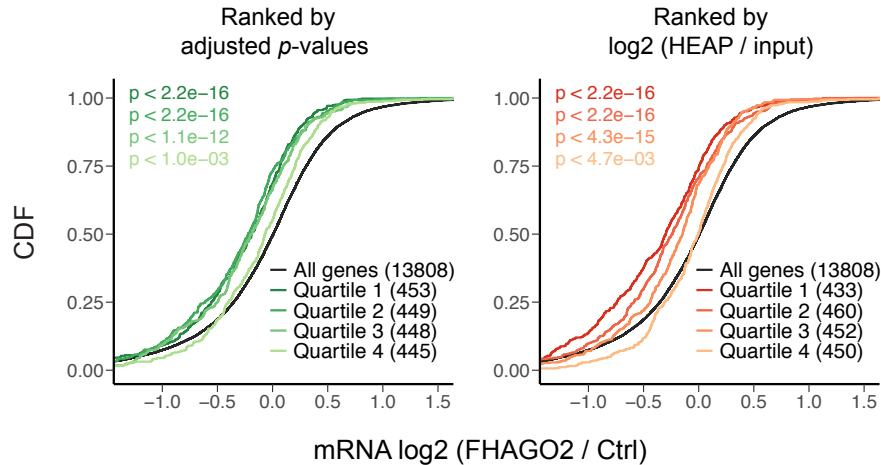 Ranked by
adjusted p-values
Ranked by
log2 (HEAP / input)
CDF
1.00
0.75
0.50
0.25
0.00
p < 2.2e−16
p < 2.2e−16
p < 1.1e−12
p < 1.0e−03
All genes (13808)
Quartile 1 (453)
Quartile 2 (449)
Quartile 3 (448)
Quartile 4 (445)
−1.0 −0.5 0.0 0.5 1.0 1.5
1.00
0.75
0.50
0.25
0.00
p < 2.2e−16
p < 2.2e−16
p < 4.3e−15
p < 4.7e−03
All genes (13808)
Quartile 1 (433)
Quartile 2 (460)
Quartile 3 (452)
Quartile 4 (450)
−1.0 −0.5 0.0 0.5 1.0 1.5
mRNA log2 (FHAGO2 / Ctrl)